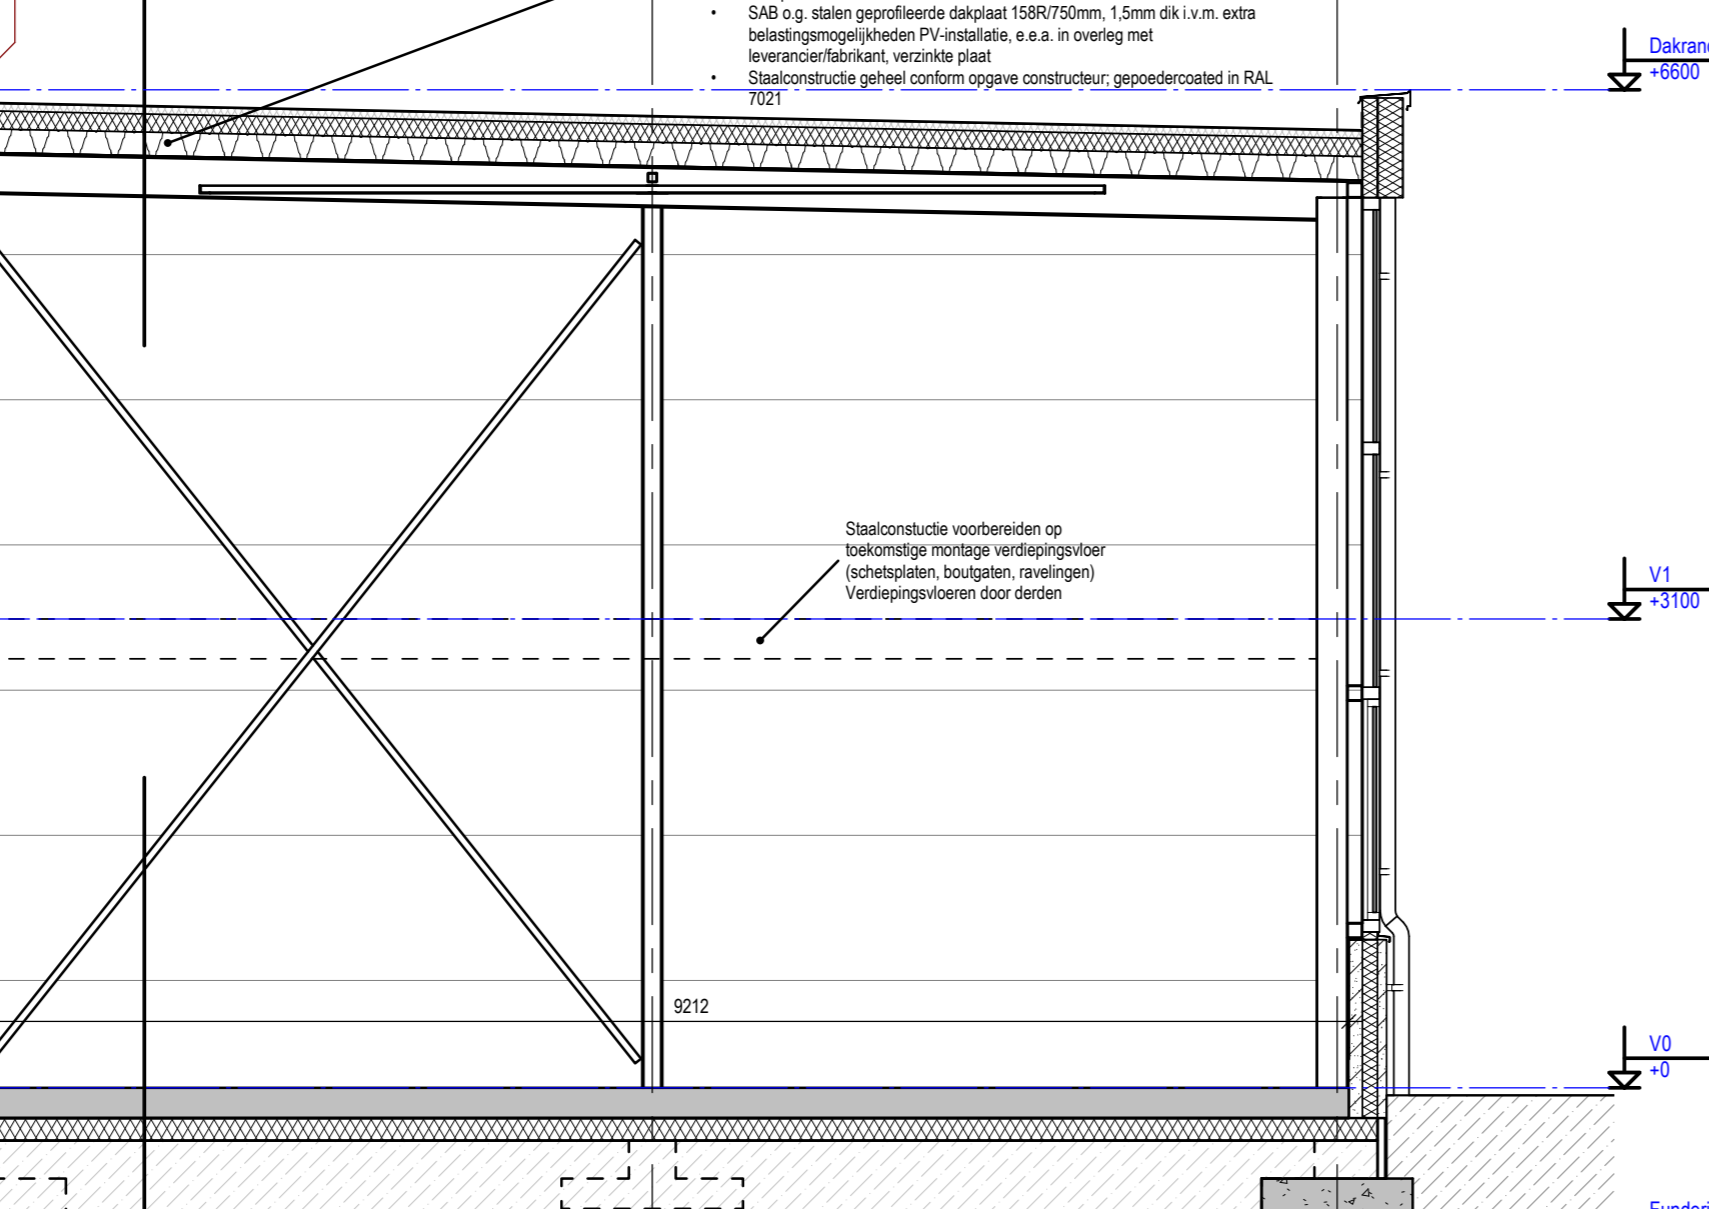 • SAB o.g. stalen geprofileerde dakplaat 158R/750mm, 1,5mm dik i.v.m. extra
belastingsmogelijkheden PV-installatie, e.e.a. in overleg met
leverancier/fabrikant, verzinkte plaat
• Staalconstructie geheel conform opgave constructeur; gepoedercoated in RAL
7021
Dakrand
+6600
Staalconstuctie voorbereiden op
toekomstige montage verdiepingsvloer
(schetsplaten, boutgaten, ravelingen)
Verdiepingsvloeren door derden
V1
+3100
9212
V0
+0